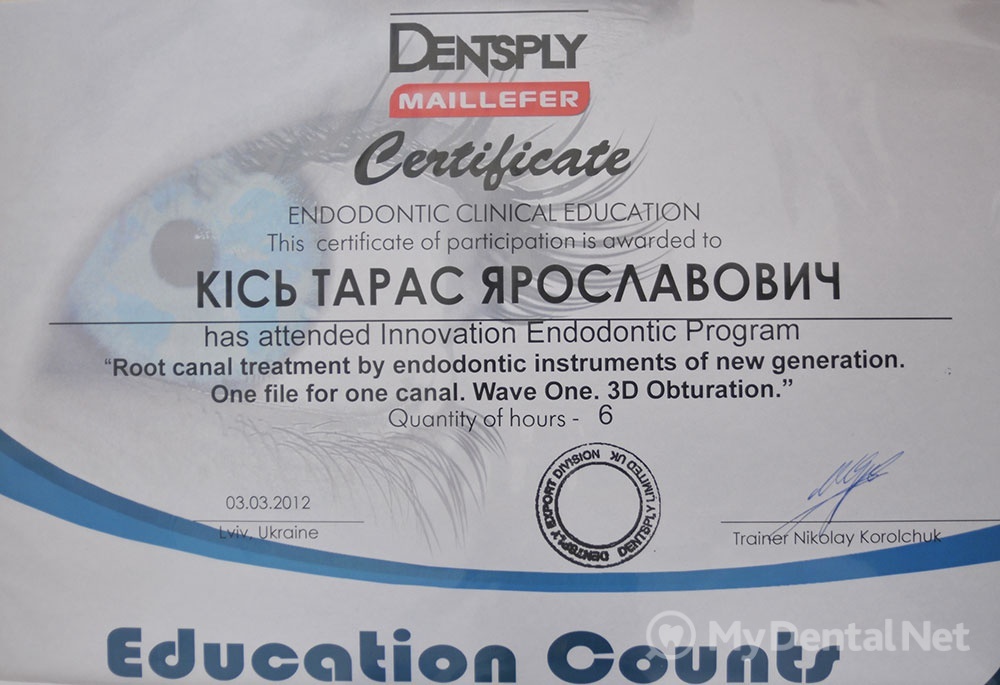 DENTSPLY
MAILLEFER
Certificate
ENDODONTIC CLINICAL EDUCATION
This certificate of participation is awarded to
КІСЬ ТАРАС ЯРОСЛАВОВИЧ
has attended Innovation Endodontic Program
“Root canal treatment by endodontic instruments of new generation.
One file for one canal. Wave One. 3D Obturation.”
Quantity of hours - 6
DENTSPLY EXPORT DIVISION
DENTSPLY LIMITED UK
03.03.2012
Lviv, Ukraine
Trainer Nikolay Korolchuk
Education Counts
MyDentalNet